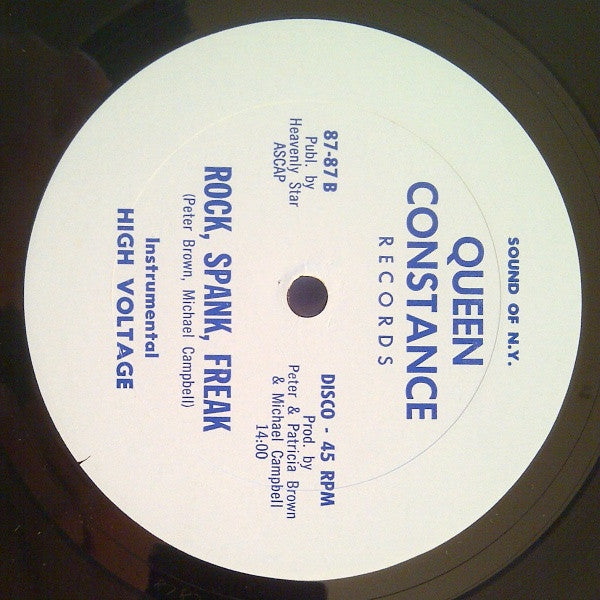 SOUND OF N.Y.
QUEEN
CONSTANCE
RECORDS
87-87 B
Publ. by
Heavenly Star
ASCAP
DISCO - 45 RPM
Prod. by
Peter & Patricia Brown
& Michael Campbell
14:00
ROCK, SPANK, FREAK
(Peter Brown, Michael Campbell)
Instrumental
HIGH VOLTAGE